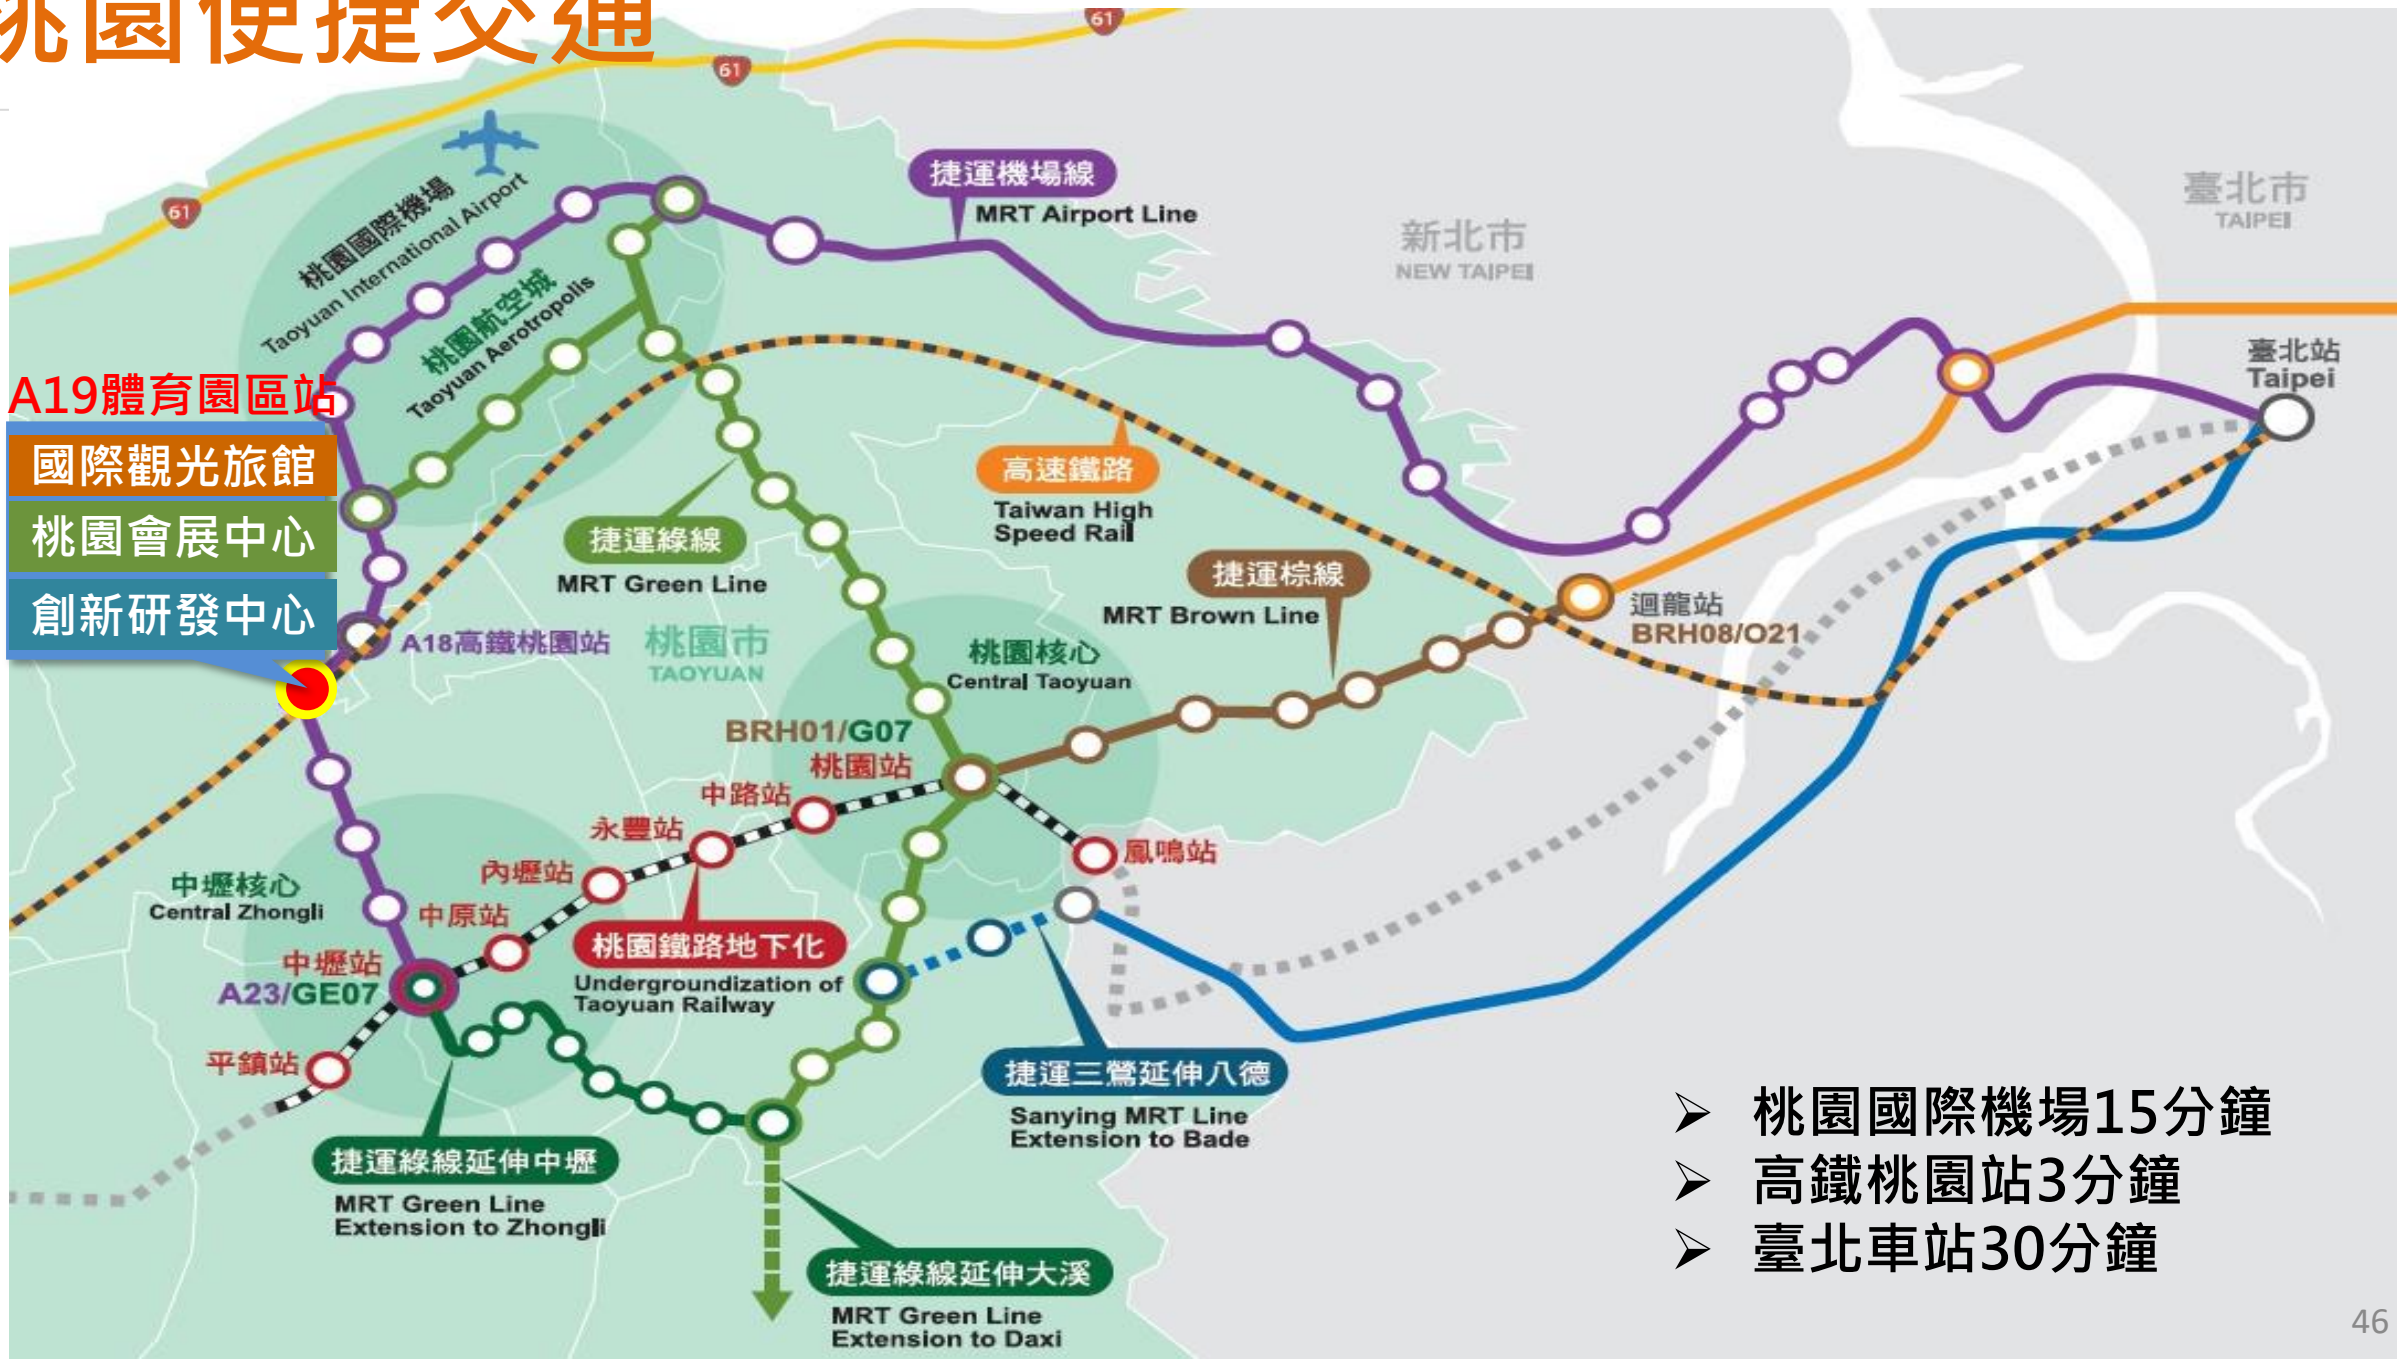 桃園便捷交通
61
61
61
桃園國際機場
Taoyuan International Airport
桃園航空城
Taoyuan Aerotropolis
捷運機場線
MRT Airport Line
新北市
NEW TAIPEI
臺北市
TAIPEI
臺北站
Taipei
A19體育園區站
國際觀光旅館
桃園會展中心
創新研發中心
A18高鐵桃園站
捷運綠線
MRT Green Line
桃園市
TAOYUAN
高速鐵路
Taiwan High
Speed Rail
捷運棕線
MRT Brown Line
迴龍站
BRH08/O21
桃園核心
Central Taoyuan
BRH01/G07
桃園站
中路站
永豐站
內壢站
中原站
鳳鳴站
中壢核心
Central Zhongli
中壢站
A23/GE07
平鎮站
桃園鐵路地下化
Undergroundization of
Taoyuan Railway
捷運三鶯延伸八德
Sanying MRT Line
Extension to Bade
捷運綠線延伸中壢
MRT Green Line
Extension to Zhongli
捷運綠線延伸大溪
MRT Green Line
Extension to Daxi
➢ 桃園國際機場15分鐘
➢ 高鐵桃園站3分鐘
➢ 臺北車站30分鐘
46